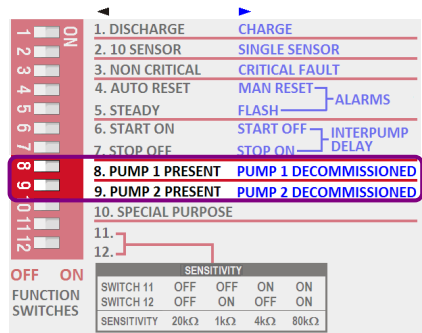 ◄ ►
1 ON 1. DISCHARGE CHARGE
2 2. 10 SENSOR SINGLE SENSOR
3 3. NON CRITICAL CRITICAL FAULT
4 4. AUTO RESET MAN RESET
ALARMS
5 5. STEADY FLASH
6 6. START ON START OFF
INTERPUMP
DELAY
7 7. STOP OFF STOP ON
8 8. PUMP 1 PRESENT PUMP 1 DECOMMISSIONED
9 9. PUMP 2 PRESENT PUMP 2 DECOMMISSIONED
10 10. SPECIAL PURPOSE
11 11.
12 12.
OFF ON
FUNCTION
SWITCHES
SENSITIVITY
SWITCH 11 OFF OFF ON ON
SWITCH 12 OFF ON OFF ON
SENSITIVITY 20kΩ 1kΩ 4kΩ 80kΩ